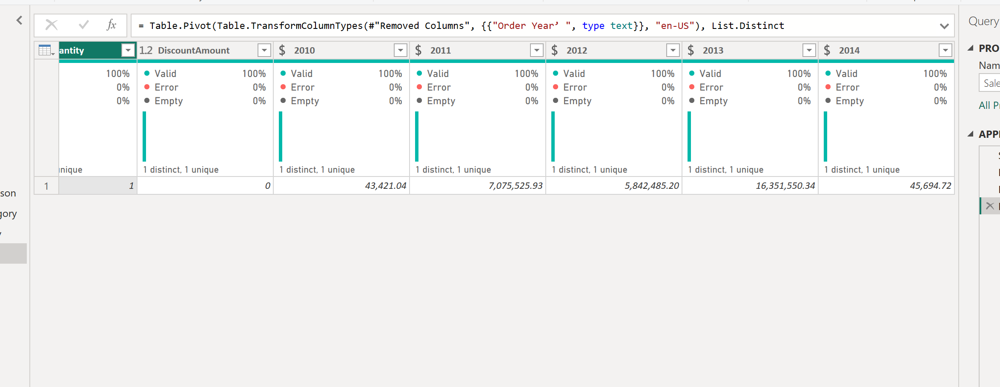 fx
= Table.Pivot(Table.TransformColumnTypes(#"Removed Columns", {{"Order Year’ ", type text}}, "en-US"), List.Distinct
Query
antity 1.2 DiscountAmount $ 2010 $ 2011 $ 2012 $ 2013 $ 2014
100% Valid 100% Valid 100% Valid 100% Valid 100% Valid 100% Valid 100%
0% Error 0% Error 0% Error 0% Error 0% Error 0% Error 0%
0% Empty 0% Empty 0% Empty 0% Empty 0% Empty 0% Empty 0%
nique 1 distinct, 1 unique 1 distinct, 1 unique 1 distinct, 1 unique 1 distinct, 1 unique 1 distinct, 1 unique 1 distinct, 1 unique
1 1 0 43,421.04 7,075,525.93 5,842,485.20 16,351,550.34 45,694.72
son
gory
PRO
Nam
Sale
All Pr
APPI